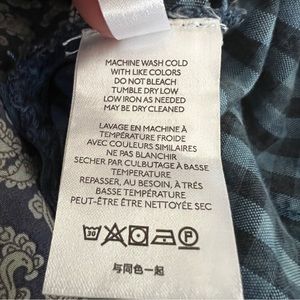 MACHINE WASH COLD
WITH LIKE COLORS
DO NOT BLEACH
TUMBLE DRY LOW
LOW IRON AS NEEDED
MAY BE DRY CLEANED
LAVAGE EN MACHINE À
TEMPÉRATURE FROIDE
AVEC COULEURS SIMILAIRES
NE PAS BLANCHIR
SECHER PAR CULBUTAGE À BASSE
TEMPERATURE
REPASSER, AU BESOIN, À TRÈS
BASSE TEMPERATURE
PEUT-ÊTRE ÊTRE NETTOYÉE SEC
30 P
与同色一起